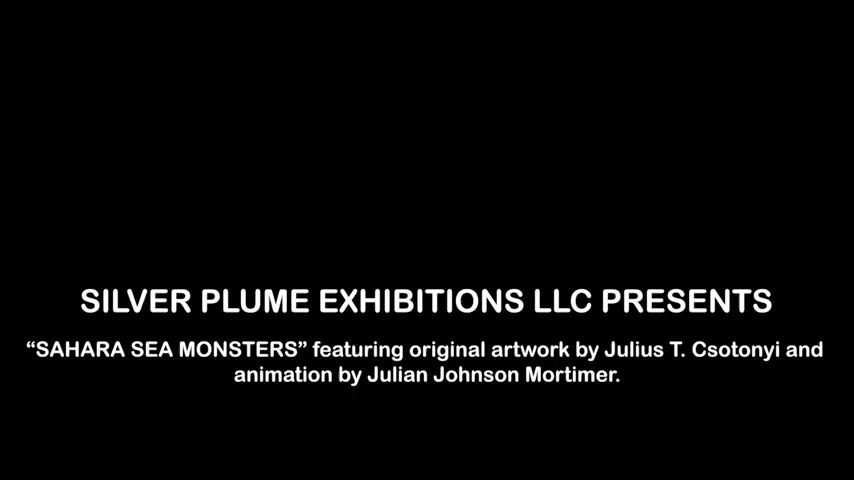 SILVER PLUME EXHIBITIONS LLC PRESENTS
“SAHARA SEA MONSTERS” featuring original artwork by Julius T. Csotonyi and
animation by Julian Johnson Mortimer.